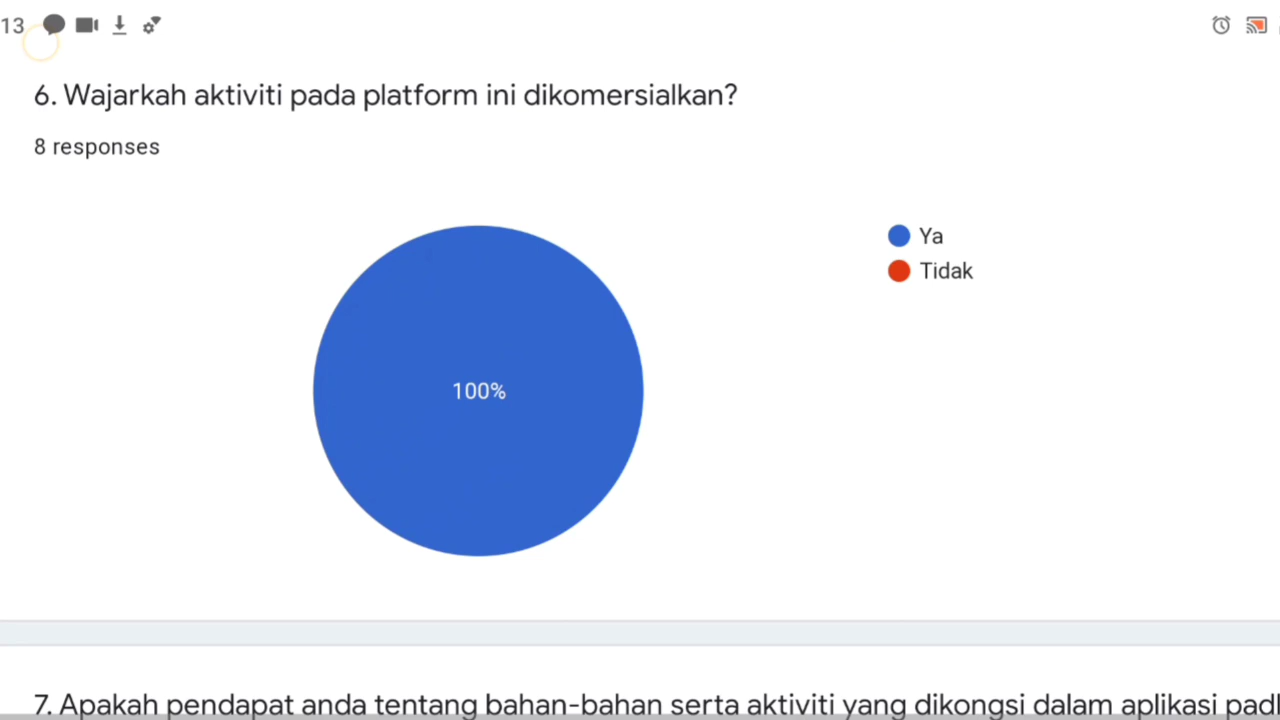 13
6. Wajarkah aktiviti pada platform ini dikomersialkan?
8 responses
Ya
Tidak
100%
7. Apakah pendapat anda tentang bahan-bahan serta aktiviti yang dikongsi dalam aplikasi